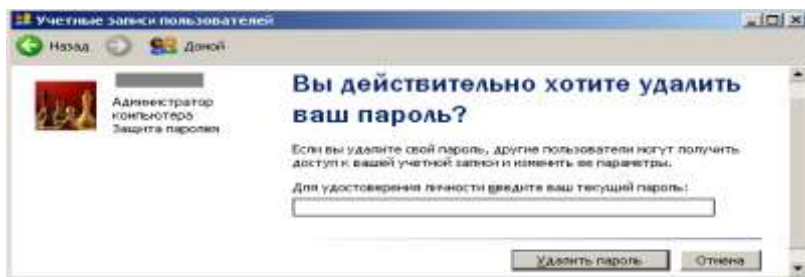 Учетные записи пользователей
Назад Домой
Администратор
компьютера
Защита паролем
Вы действительно хотите удалить
ваш пароль?
Если вы удалите свой пароль, другие пользователи могут получить
доступ к вашей учетной записи и изменить ее параметры.
Для удостоверения личности введите ваш текущий пароль:
Удалить пароль Отмена